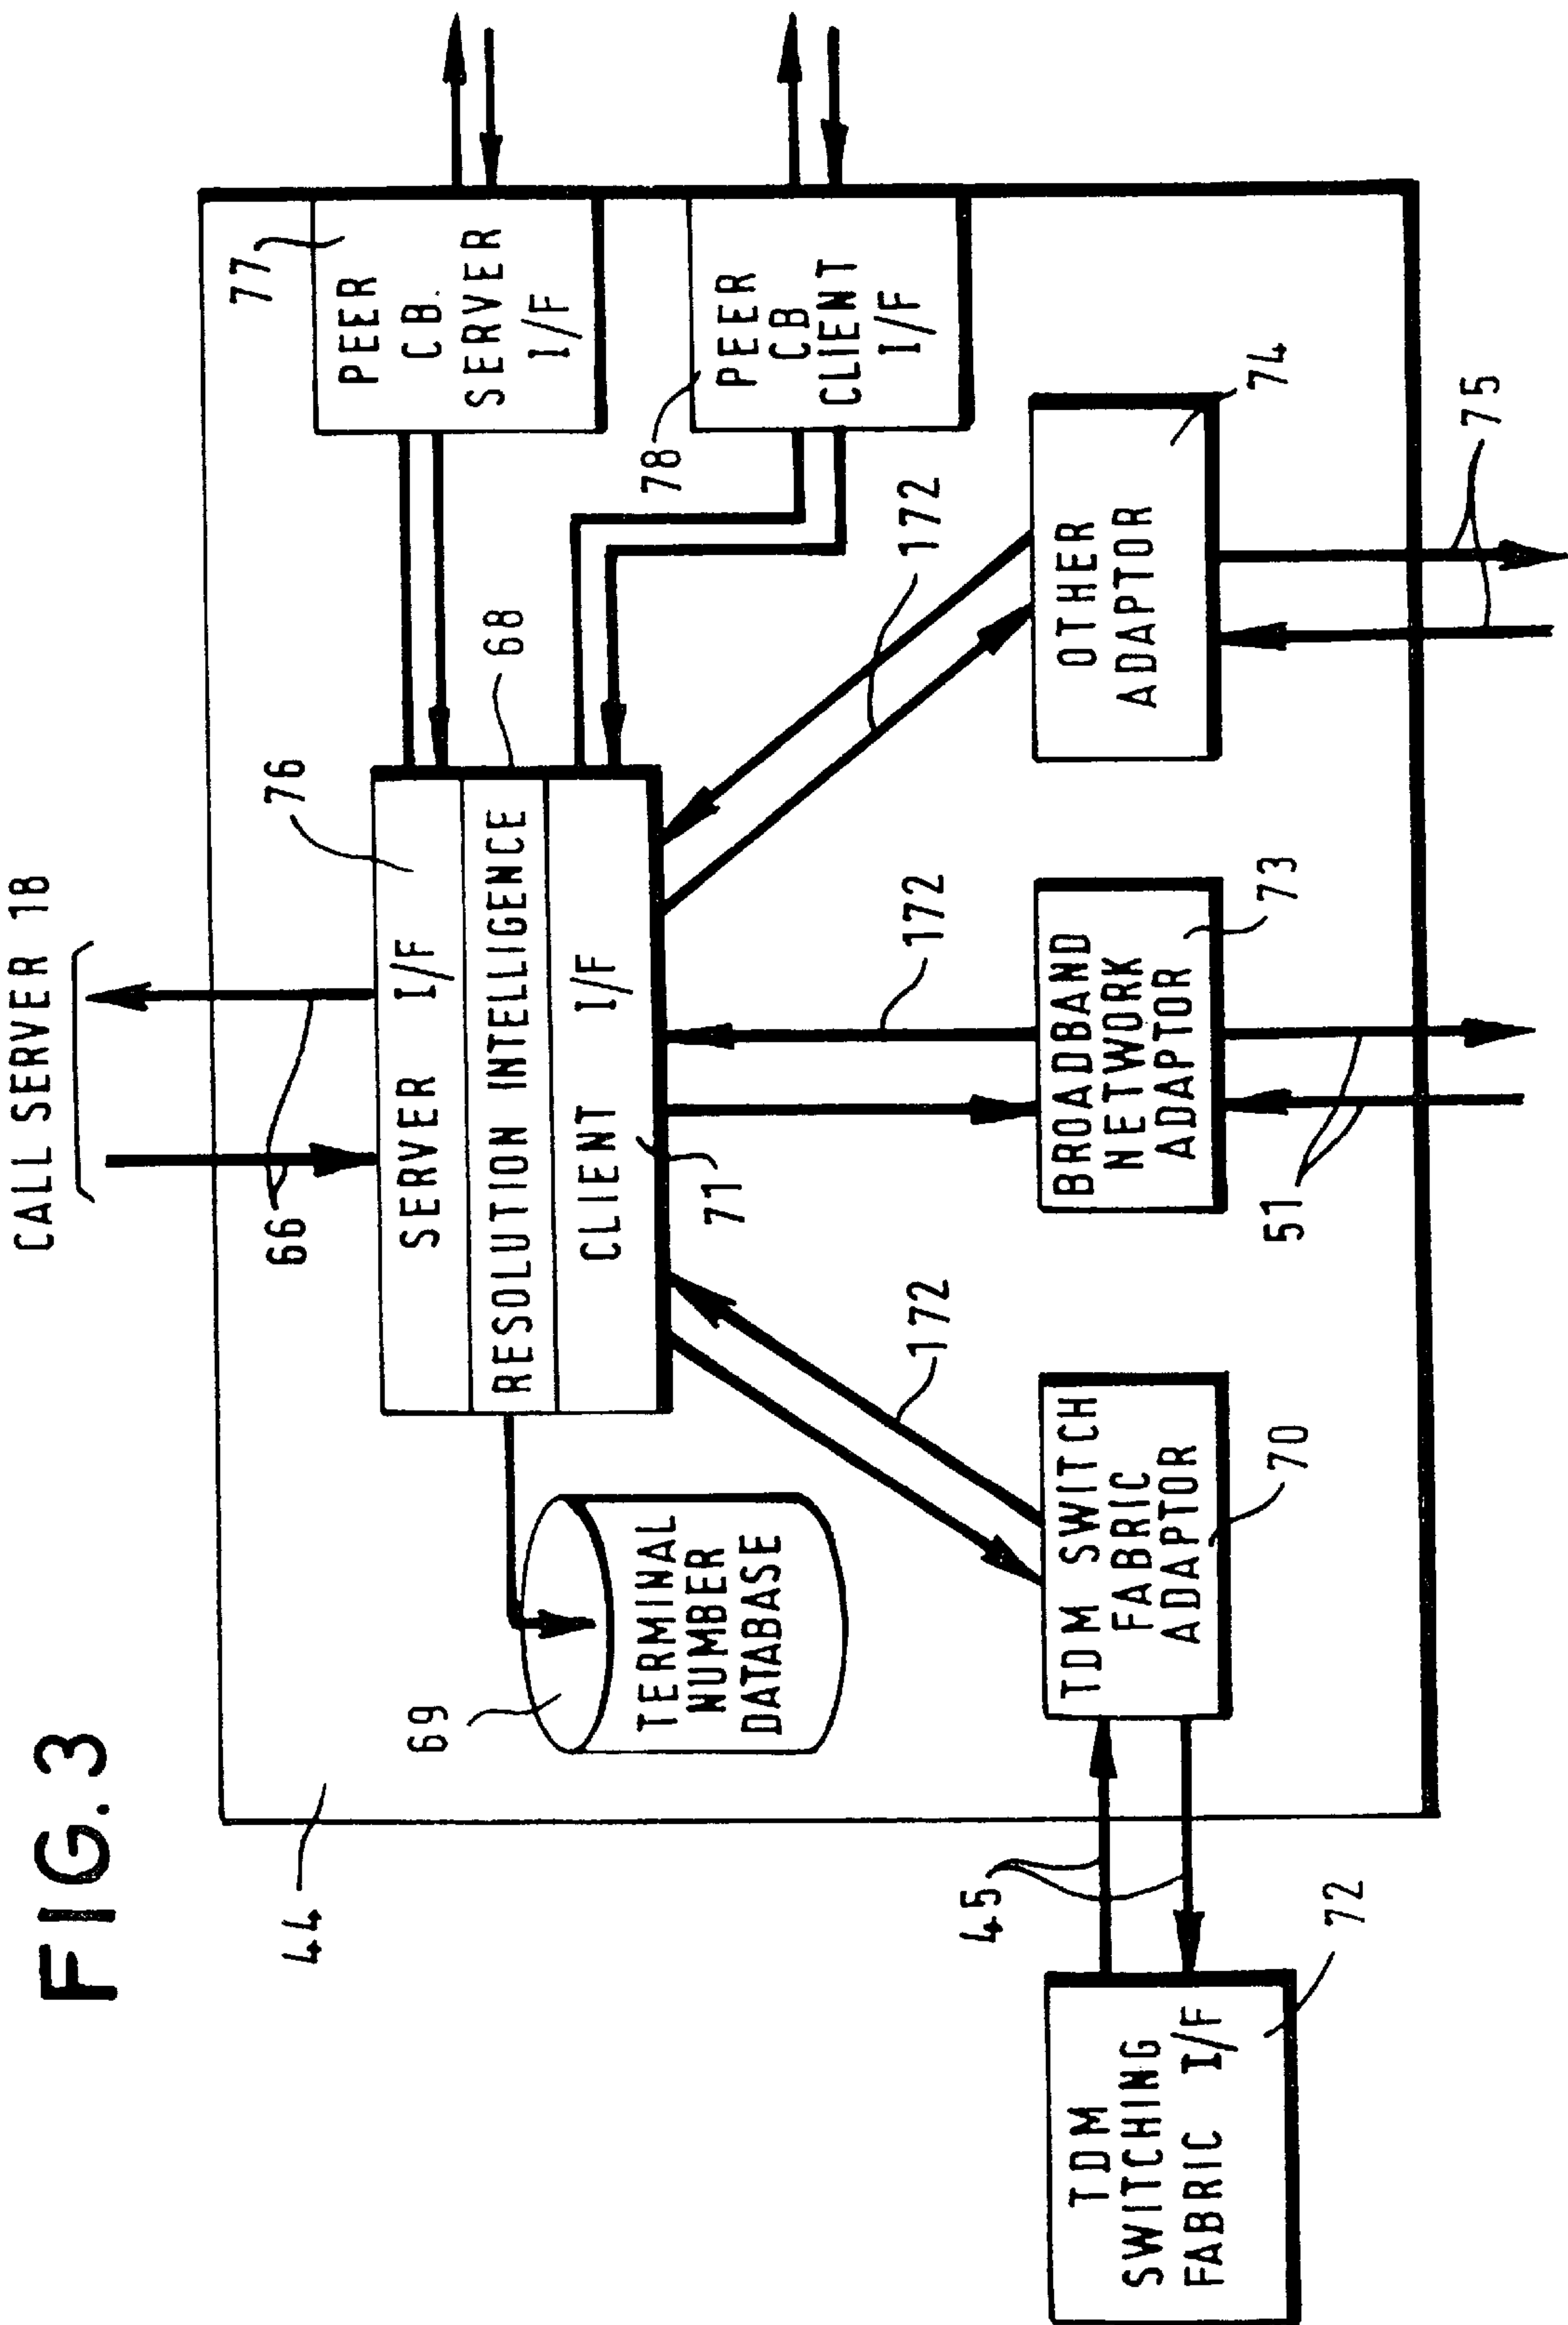 FIG. 3
44
CALL SERVER 18
66
76
SERVER I/F
RESOLUTION INTELLIGENCE
CLIENT I/F
68
71
69
TERMINAL
NUMBER
DATABASE
77
PEER
C.B.
SERVER
I/F
78
PEER
CB
CLIENT
I/F
172
172
172
TDM SWITCH
FABRIC
ADAPTOR
70
BROADBAND
NETWORK
ADAPTOR
73
OTHER
ADAPTOR
74
45
51
75
TDM
SWITCHING
FABRIC I/F
72